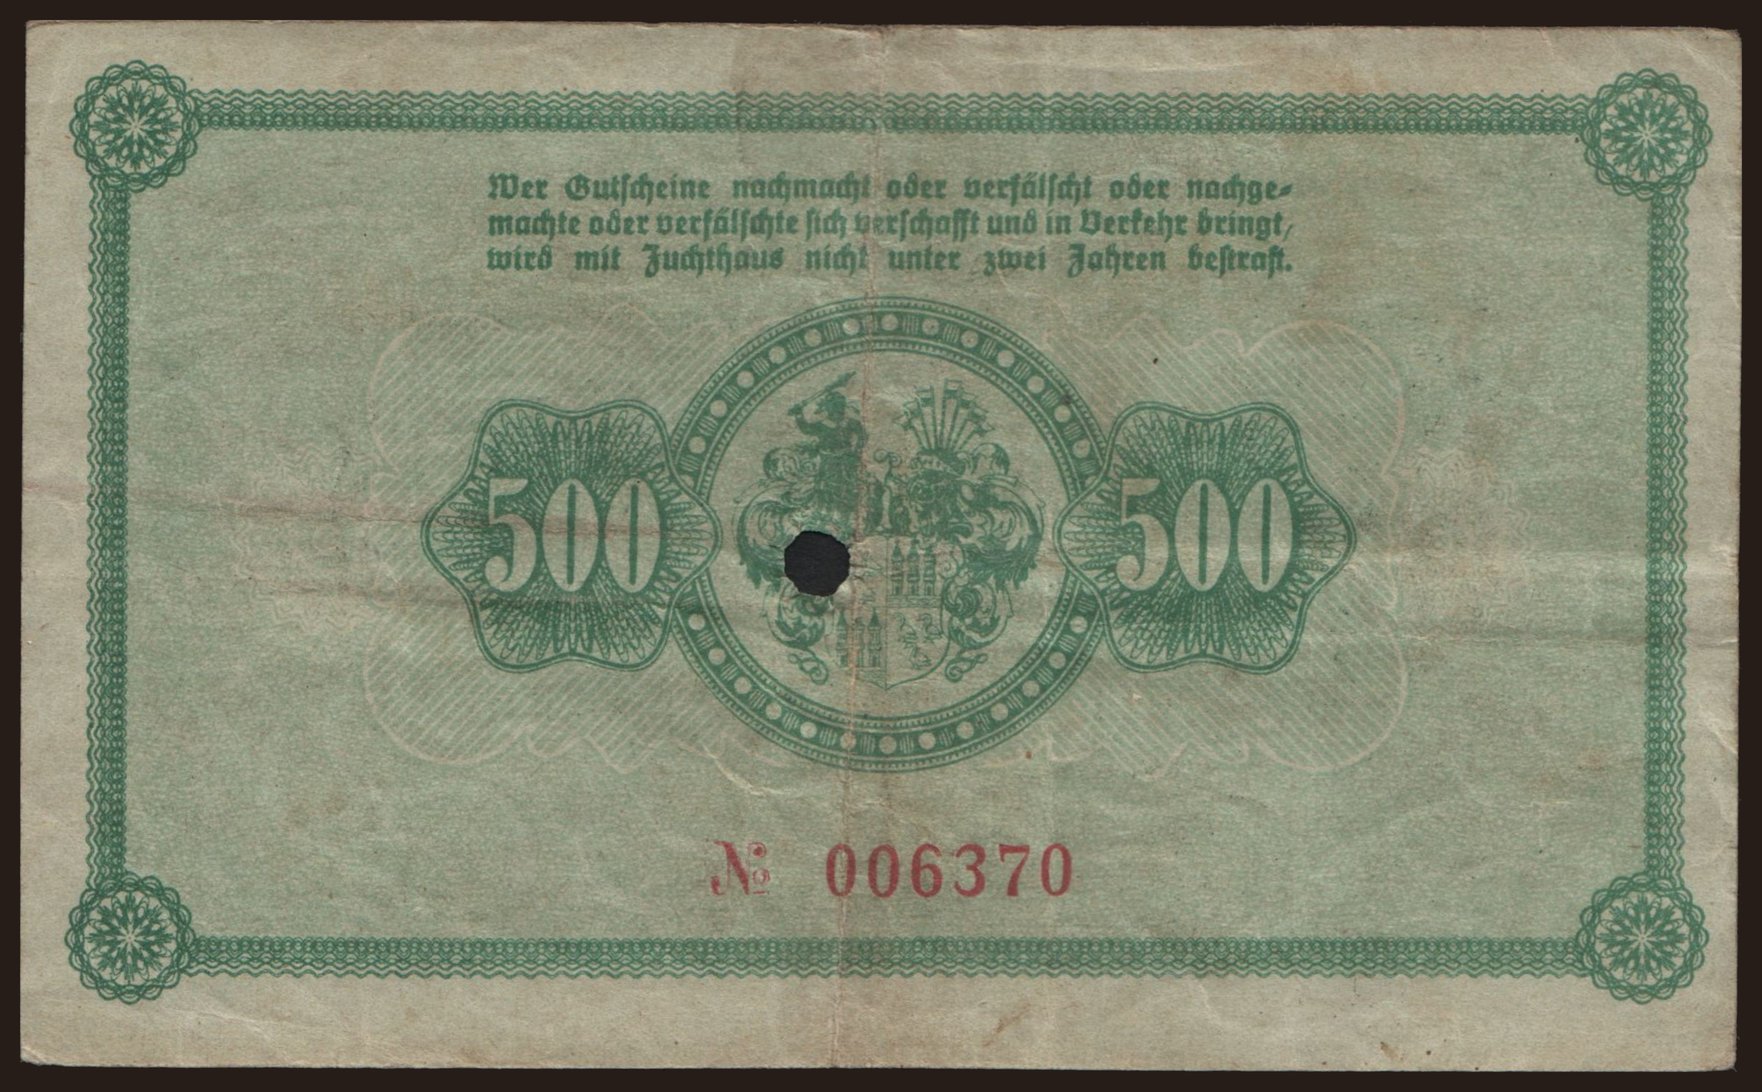 Wer Gutscheine nachmacht oder verfälscht oder nachge-
machte oder verfälschte sich verschafft und in Verkehr bringt,
wird mit Zuchthaus nicht unter zwei Jahren bestraft.
500 500
№ 006370